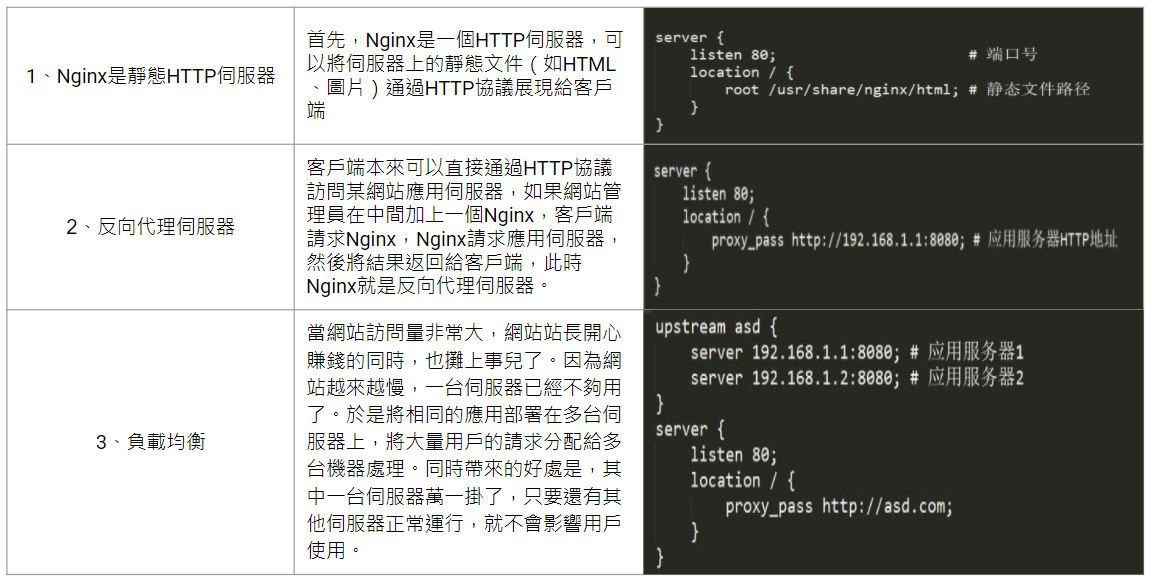 1、Nginx是靜態HTTP伺服器
首先，Nginx是一個HTTP伺服器，可
以將伺服器上的靜態文件（如HTML
、圖片）通過HTTP協議展現給客戶
端
server {
    listen 80;                      # 端口号
    location / {
        root /usr/share/nginx/html; # 静态文件路径
    }
}
2、反向代理伺服器
客戶端本來可以直接通過HTTP協議
訪問某網站應用伺服器，如果網站管
理員在中間加上一個Nginx，客戶端
請求Nginx，Nginx請求應用伺服器，
然後將結果返回給客戶端，此時
Nginx就是反向代理伺服器。
server {
    listen 80;
    location / {
        proxy_pass http://192.168.1.1:8080; # 应用服务器HTTP地址
    }
}
3、負載均衡
當網站訪問量非常大，網站站長開心
賺錢的同時，也攤上事兒了。因為網
站越來越慢，一台伺服器已經不夠用
了。於是將相同的應用部署在多台伺
服器上，將大量用戶的請求分配給多
台機器處理。同時帶來的好處是，其
中一台伺服器萬一掛了，只要還有其
他伺服器正常運行，就不會影響用戶
使用。
upstream asd {
    server 192.168.1.1:8080; # 应用服务器1
    server 192.168.1.2:8080; # 应用服务器2
}
server {
    listen 80;
    location / {
        proxy_pass http://asd.com;
    }
}